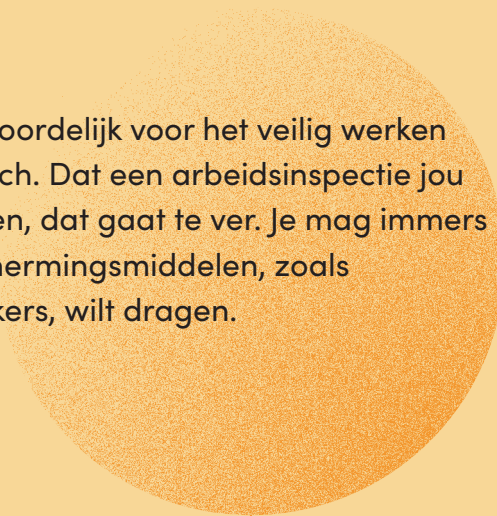 oordelijk voor het veilig werken
ch. Dat een arbeidsinspectie jou
en, dat gaat te ver. Je mag immers
hermingsmiddelen, zoals
kers, wilt dragen.